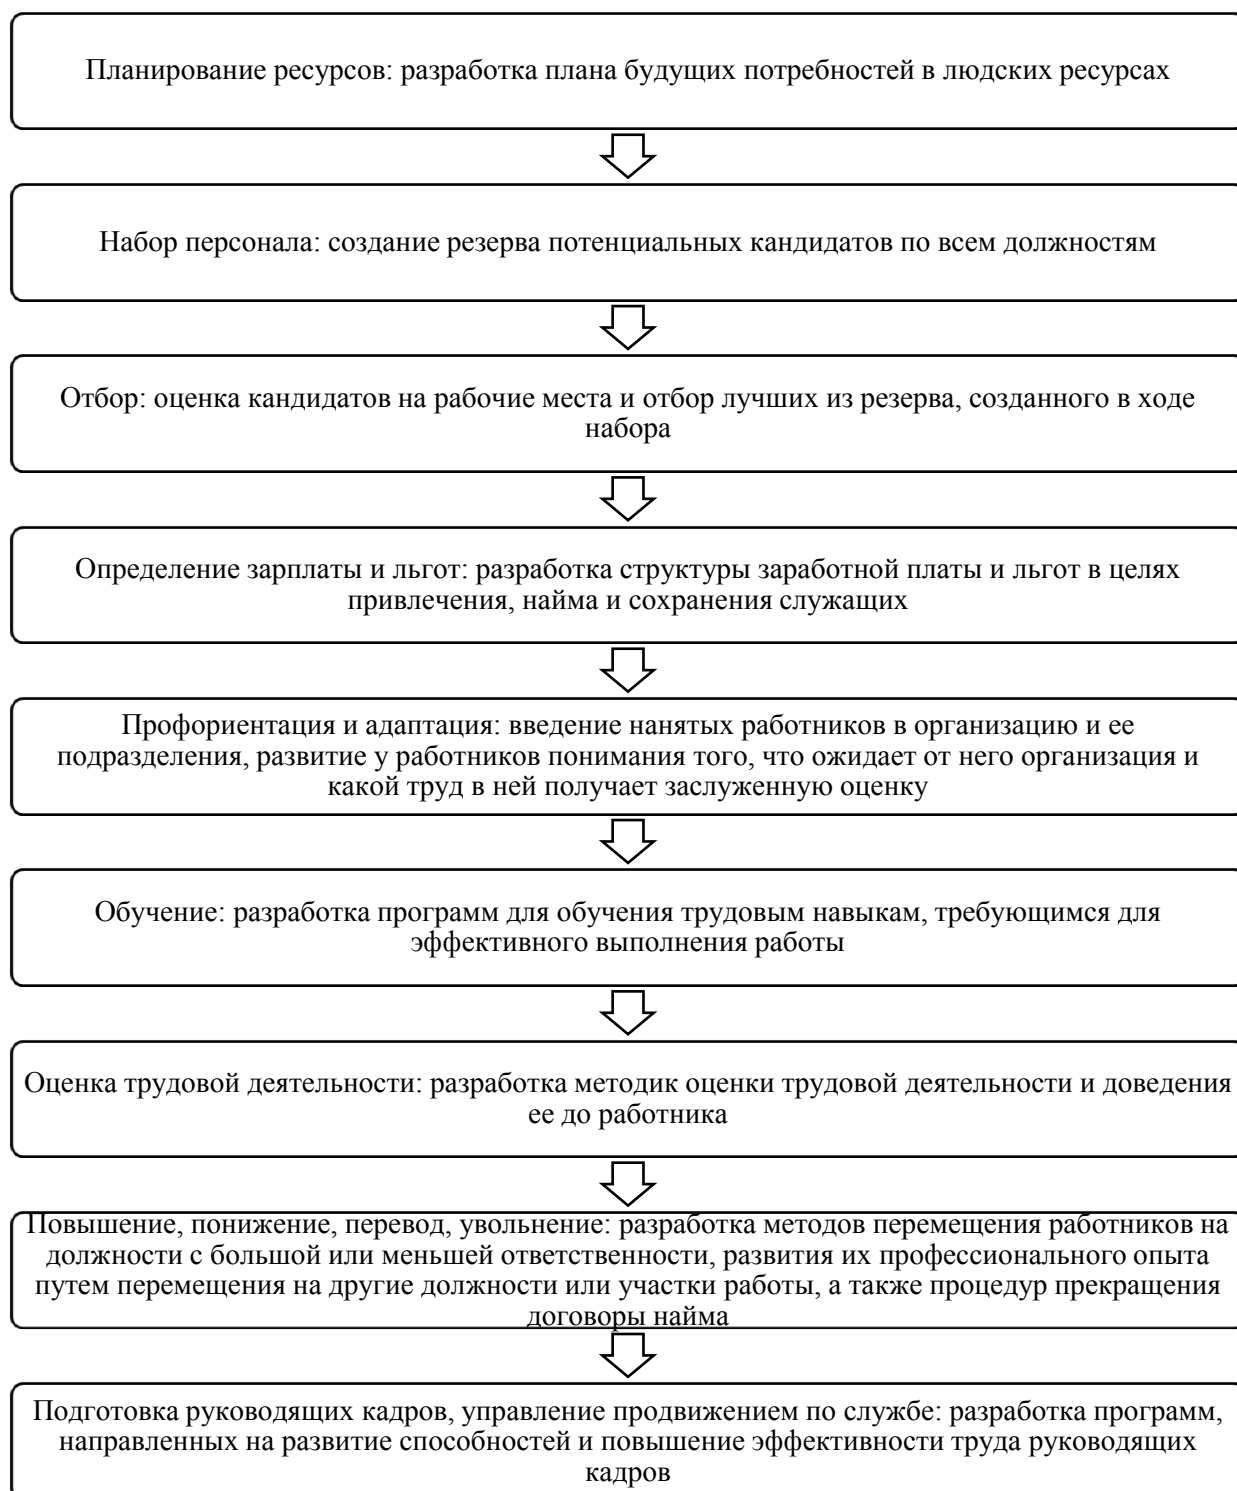 Планирование ресурсов: разработка плана будущих потребностей в людских ресурсах
Набор персонала: создание резерва потенциальных кандидатов по всем должностям
Отбор: оценка кандидатов на рабочие места и отбор лучших из резерва, созданного в ходе
набора
Определение зарплаты и льгот: разработка структуры заработной платы и льгот в целях
привлечения, найма и сохранения служащих
Профориентация и адаптация: введение нанятых работников в организацию и ее
подразделения, развитие у работников понимания того, что ожидает от него организация и
какой труд в ней получает заслуженную оценку
Обучение: разработка программ для обучения трудовым навыкам, требующимся для
эффективного выполнения работы
Оценка трудовой деятельности: разработка методик оценки трудовой деятельности и доведения
ее до работника
Повышение, понижение, перевод, увольнение: разработка методов перемещения работников на
должности с большой или меньшей ответственности, развития их профессионального опыта
путем перемещения на другие должности или участки работы, а также процедур прекращения
договоры найма
Подготовка руководящих кадров, управление продвижением по службе: разработка программ,
направленных на развитие способностей и повышение эффективности труда руководящих
кадров